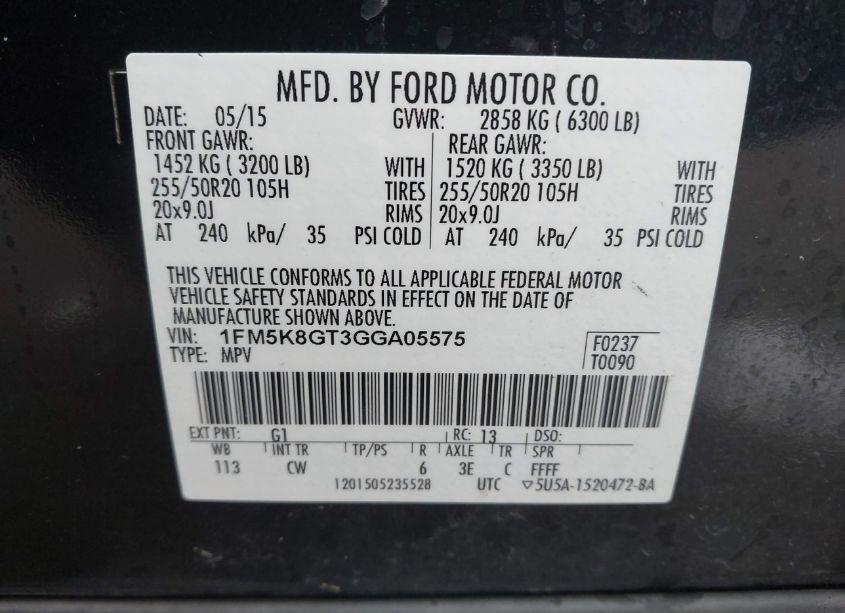 MFD. BY FORD MOTOR CO.
DATE: 05/15 GVWR: 2858 KG ( 6300 LB)
FRONT GAWR: REAR GAWR:
1452 KG ( 3200 LB) WITH 1520 KG ( 3350 LB) WITH
255/50R20 105H TIRES 255/50R20 105H TIRES
20x9.0J RIMS 20x9.0J RIMS
AT 240 kPa/ 35 PSI COLD AT 240 kPa/ 35 PSI COLD
THIS VEHICLE CONFORMS TO ALL APPLICABLE FEDERAL MOTOR
VEHICLE SAFETY STANDARDS IN EFFECT ON THE DATE OF
MANUFACTURE SHOWN ABOVE.
VIN: 1FM5K8GT3GGA05575 F0237
TYPE: MPV T0090
EXT PNT: G1 RC: 13 DSO:
WB INT TR TP/PS R AXLE TR SPR
113 CW 6 3E C FFFF
1201505235528 UTC ▽5U5A-1520472-BA